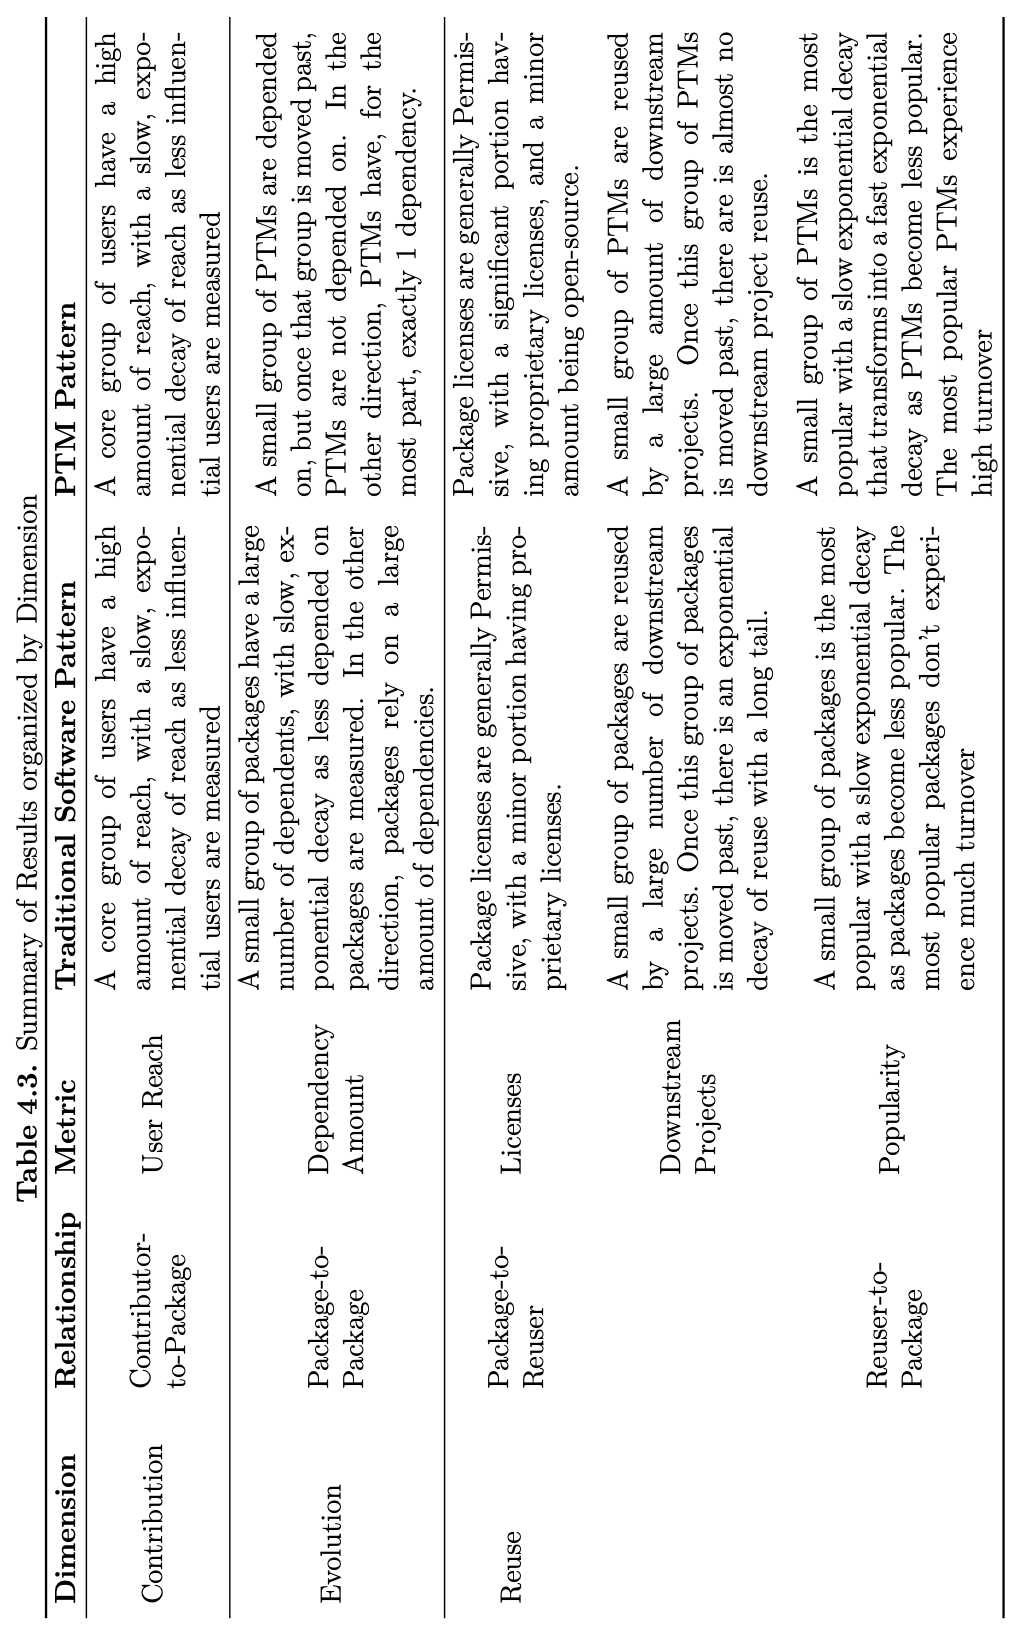 Table 4.3. Summary of Results organized by Dimension
Dimension Relationship Metric Traditional Software Pattern PTM Pattern
Contribution
Contributor-
to-Package
User Reach
A core group of users have a high
amount of reach, with a slow, expo-
nential decay of reach as less influen-
tial users are measured
A core group of users have a high
amount of reach, with a slow, expo-
nential decay of reach as less influen-
tial users are measured
Evolution
Package-to-
Package
Dependency
Amount
A small group of packages have a large
number of dependents, with slow, ex-
ponential decay as less depended on
packages are measured. In the other
direction, packages rely on a large
amount of dependencies.
A small group of PTMs are depended
on, but once that group is moved past,
PTMs are not depended on. In the
other direction, PTMs have, for the
most part, exactly 1 dependency.
Reuse
Package-to-
Reuser
Licenses
Package licenses are generally Permis-
sive, with a minor portion having pro-
prietary licenses.
Package licenses are generally Permis-
sive, with a significant portion hav-
ing proprietary licenses, and a minor
amount being open-source.
Downstream
Projects
A small group of packages are reused
by a large number of downstream
projects. Once this group of packages
is moved past, there is an exponential
decay of reuse with a long tail.
A small group of PTMs are reused
by a large amount of downstream
projects. Once this group of PTMs
is moved past, there are is almost no
downstream project reuse.
Reuser-to-
Package
Popularity
A small group of packages is the most
popular with a slow exponential decay
as packages become less popular. The
most popular packages don't experi-
ence much turnover
A small group of PTMs is the most
popular with a slow exponential decay
that transforms into a fast exponential
decay as PTMs become less popular.
The most popular PTMs experience
high turnover